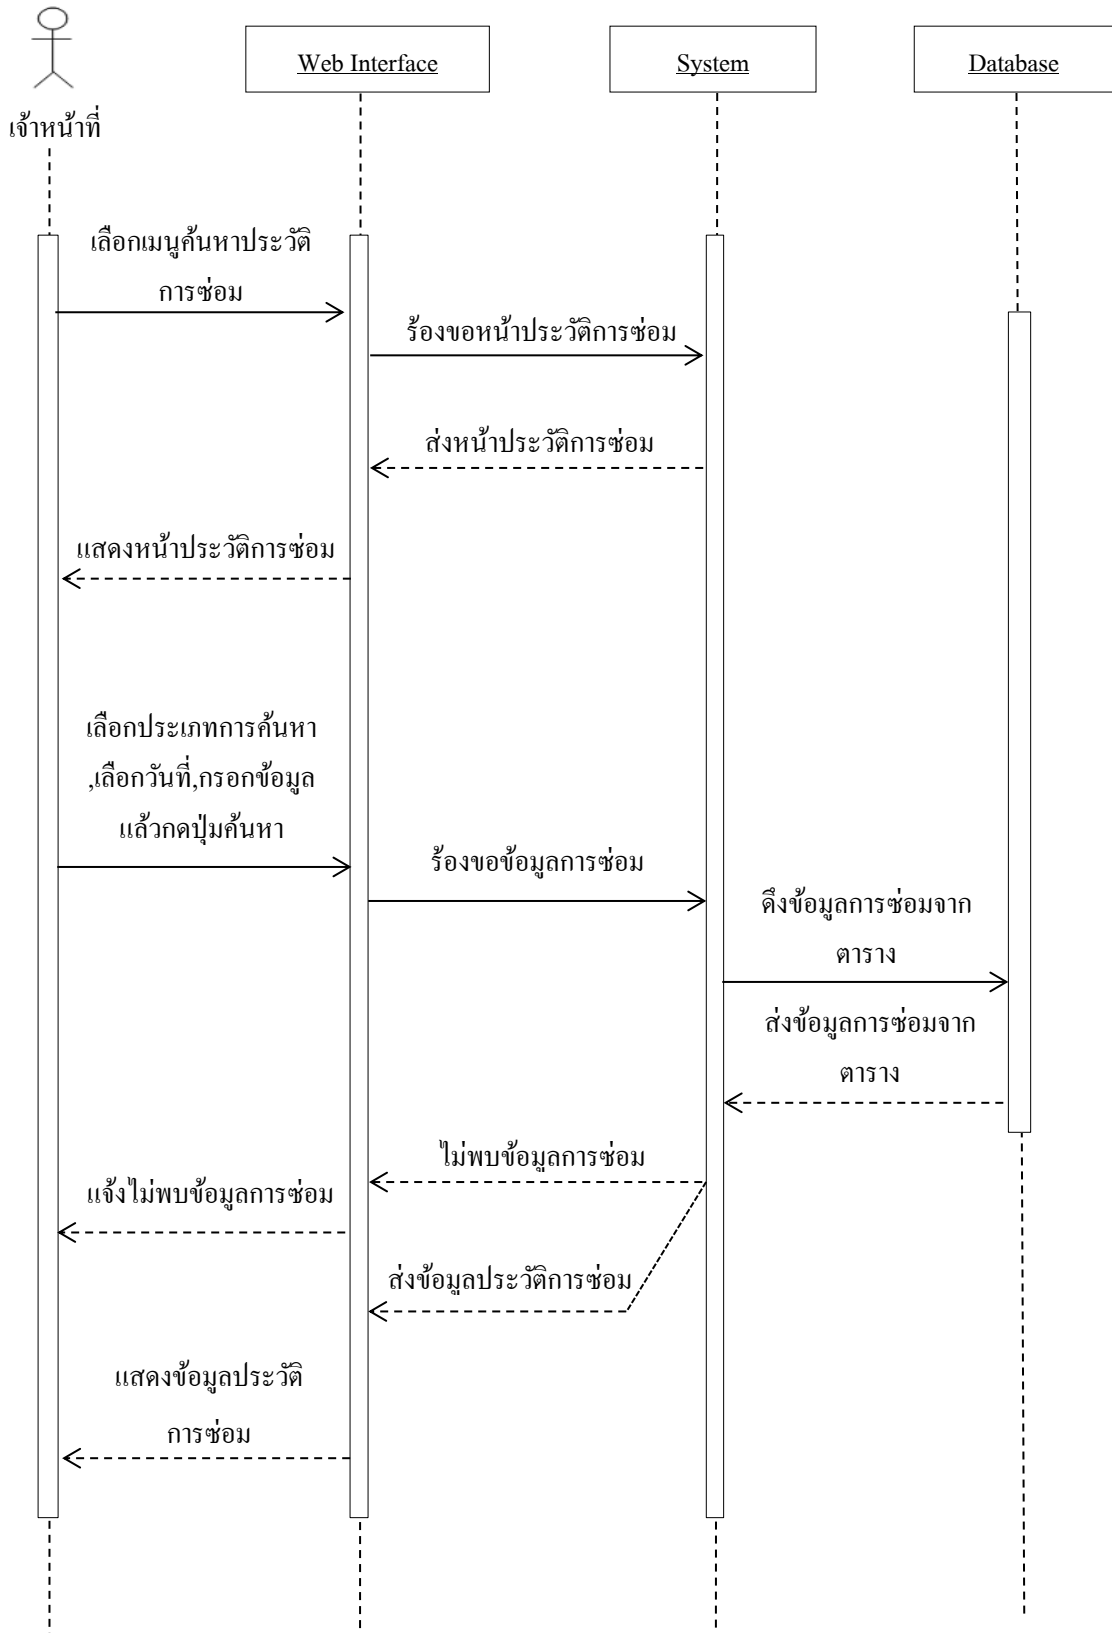 Web Interface
System
Database
เจ้าหน้าที่
เลือกเมนูค้นหาประวัติ
การซ่อม
ร้องขอหน้าประวัติการซ่อม
ส่งหน้าประวัติการซ่อม
แสดงหน้าประวัติการซ่อม
เลือกประเภทการค้นหา
,เลือกวันที่,กรอกข้อมูล
แล้วกดปุ่มค้นหา
ร้องขอข้อมูลการซ่อม
ดึงข้อมูลการซ่อมจาก
ตาราง
ส่งข้อมูลการซ่อมจาก
ตาราง
ไม่พบข้อมูลการซ่อม
แจ้งไม่พบข้อมูลการซ่อม
ส่งข้อมูลประวัติการซ่อม
แสดงข้อมูลประวัติ
การซ่อม